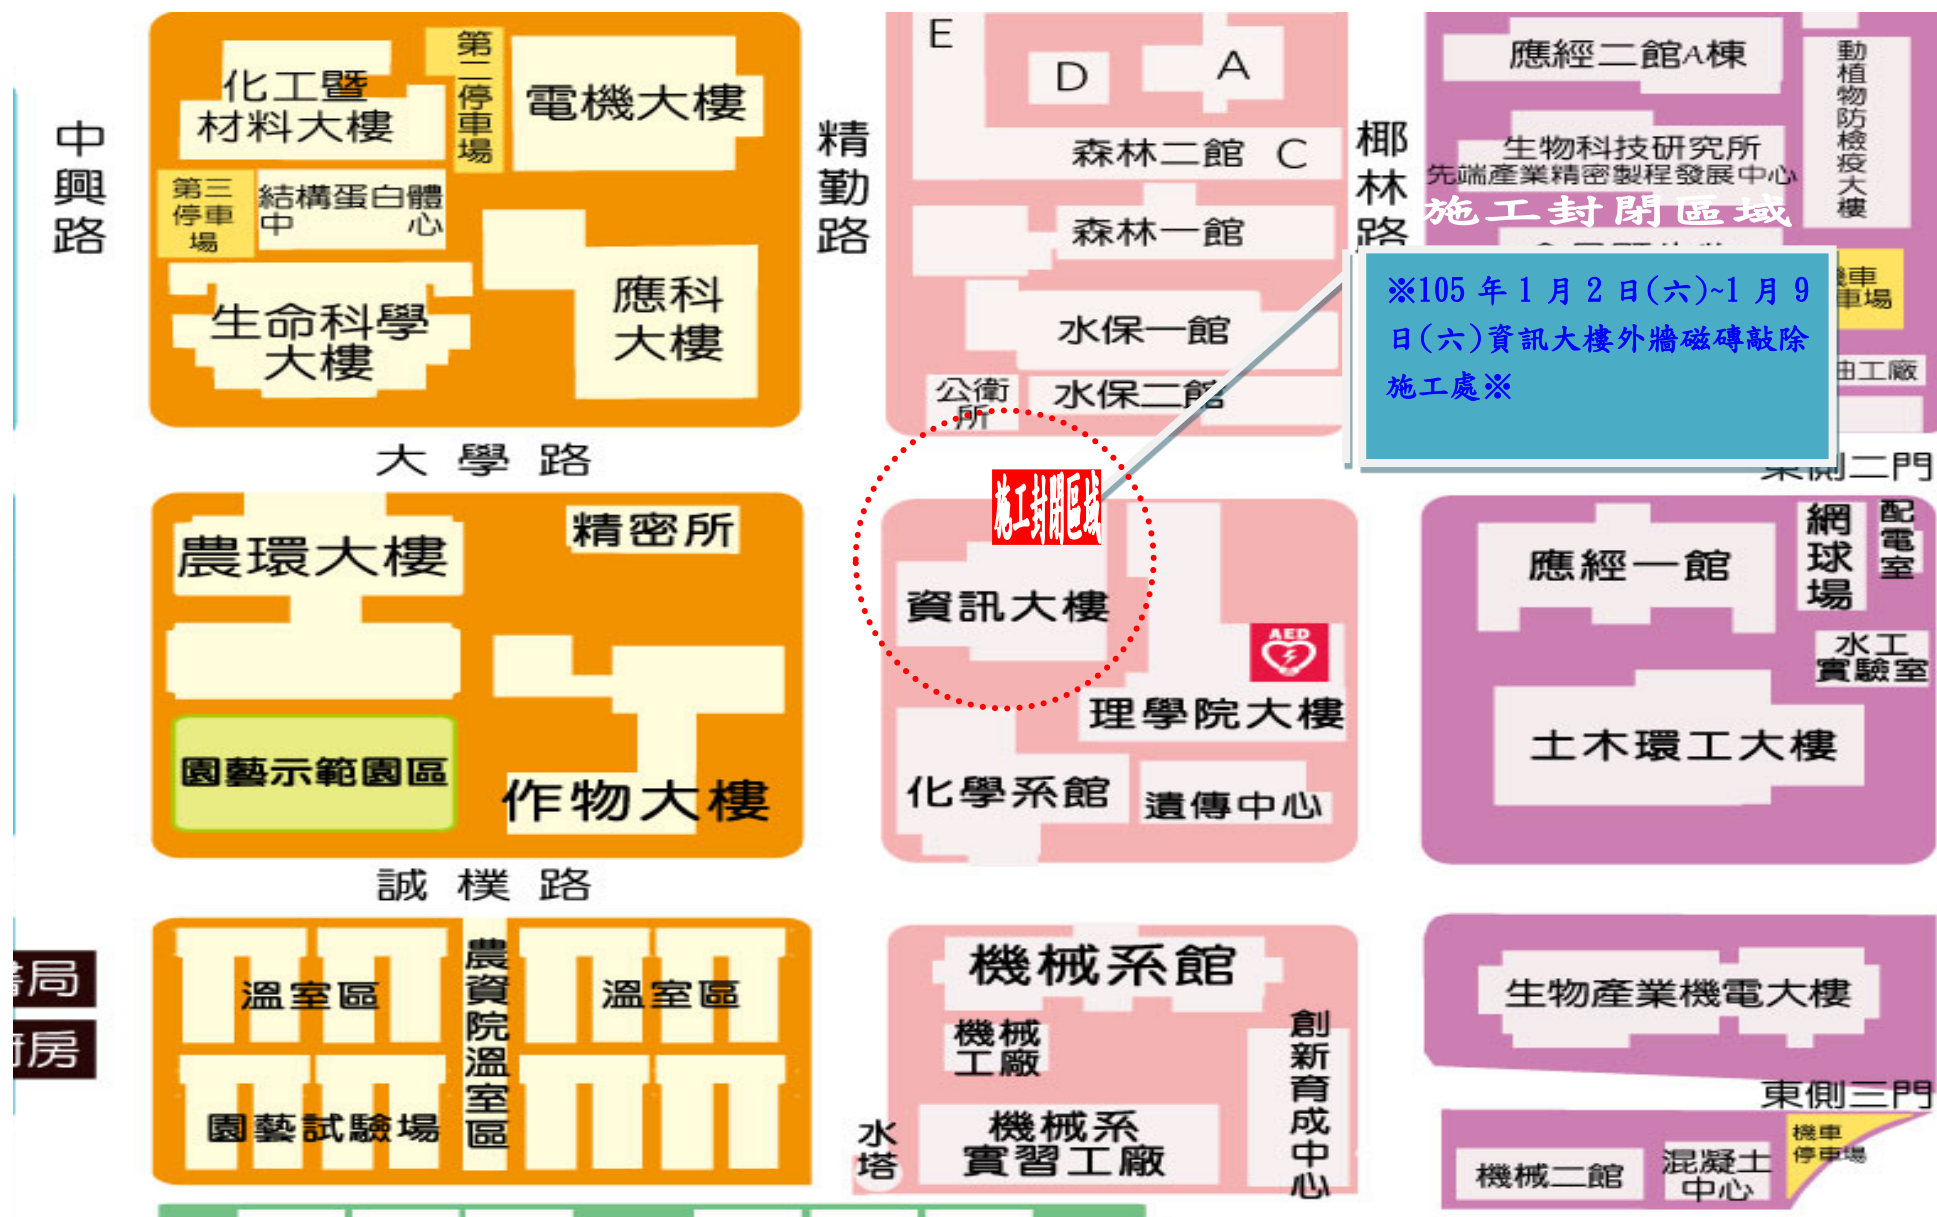 中興路
化工暨
材料大樓
第二停車場
電機大樓
第三
停車
場
結構蛋白體
中心
生命科學
大樓
應科
大樓
精勤路
E
D
A
森林二館 C
森林一館
水保一館
公衛
所
水保二館
椰林路
應經二館A棟
生物科技研究所
先端產業精密製程發展中心
施工封閉區域
動植物防檢疫大樓
※105年1月2日(六)~1月9
日(六)資訊大樓外牆磁磚敲除
施工處※
車
車場
工廠
大學路
東側二門
農環大樓
精密所
園藝示範園區
作物大樓
施工封閉區域
資訊大樓
AED
理學院大樓
化學系館
遺傳中心
應經一館
網球場
配電室
水工
實驗室
土木環工大樓
誠樸路
書局
廚房
溫室區
農資院溫室區
溫室區
園藝試驗場
機械系館
機械
工廠
創新育成中心
水塔
機械系
實習工廠
生物產業機電大樓
東側三門
機械二館
混凝土
中心
機車
停車場